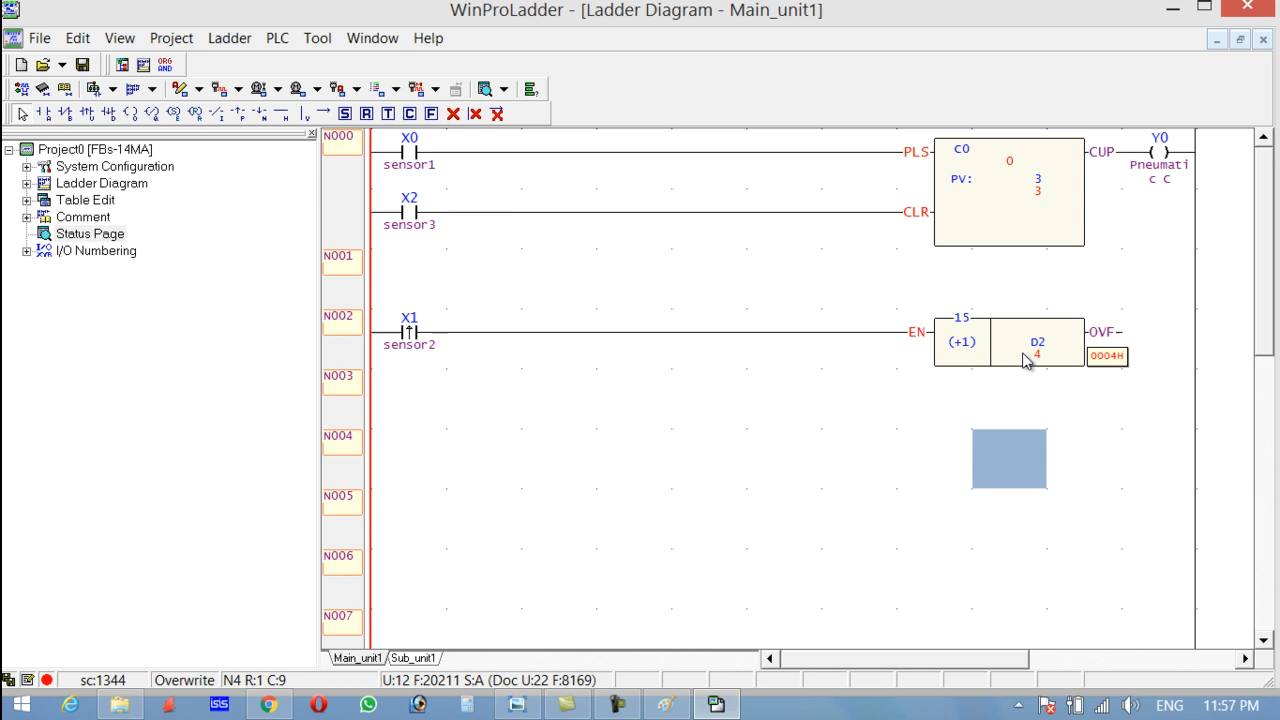 WinProLadder - [Ladder Diagram - Main_unit1]
File Edit View Project Ladder PLC Tool Window Help
ORG AND
S R T C F
Project0 [FBs-14MA]
System Configuration
Ladder Diagram
Table Edit
Comment
Status Page
I/O Numbering
N000
X0
sensor1
PLS
C0
0
PV: 3
3
CUP
Y0
Pneumati
c C
X2
sensor3
CLR
N001
N002
X1
sensor2
EN
15
(+1)
D2
4
OVF
0004H
N003
N004
N005
N006
N007
Main_unit1 Sub_unit1
sc:1344 Overwrite N4 R:1 C:9 U:12 F:20211 S:A (Doc U:22 F:8169)
ISIS
ENG 11:57 PM